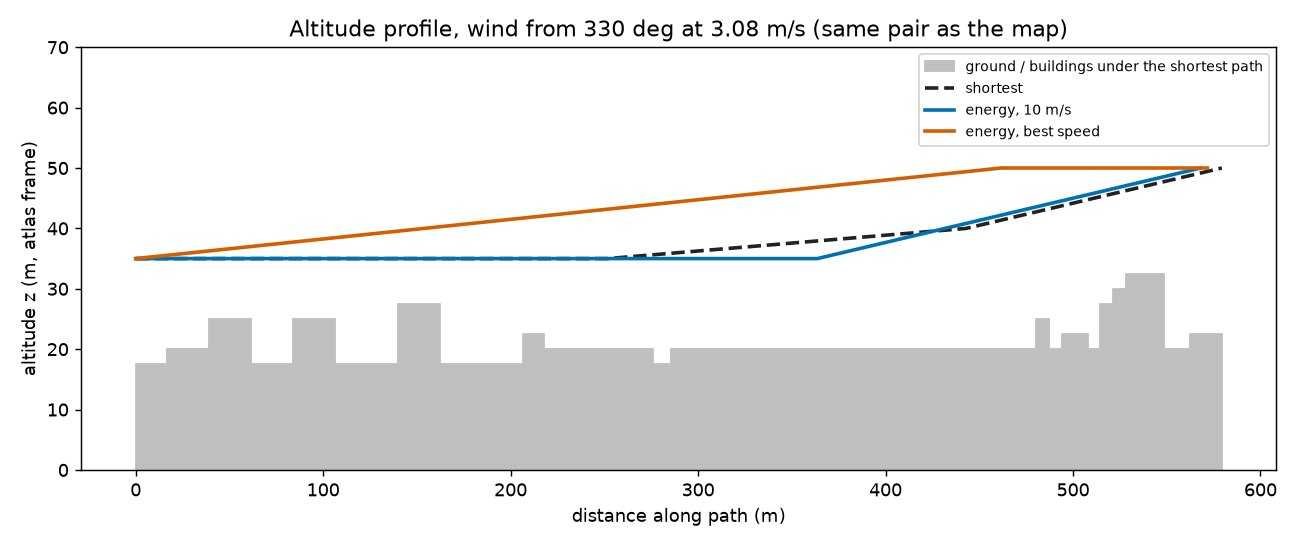 Altitude profile, wind from 330 deg at 3.08 m/s (same pair as the map)
ground / buildings under the shortest path
shortest
energy, 10 m/s
energy, best speed
altitude z (m, atlas frame)
70
60
50
40
30
20
10
0
0 100 200 300 400 500 600
distance along path (m)